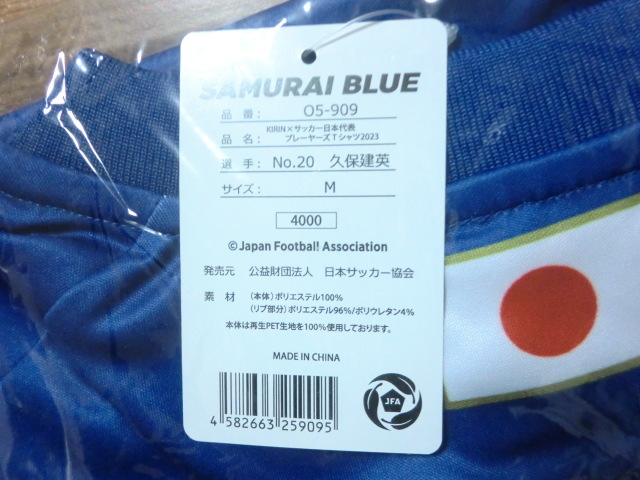 SAMURAI BLUE
品番: O5-909
品名: KIRIN×サッカー日本代表
プレーヤーズTシャツ2023
選手: No.20 久保建英
サイズ: M
4000
©Japan Football Association
発売元 公益財団法人 日本サッカー協会
素材 (本体)ポリエステル100%
(リブ部分)ポリエステル96%/ポリウレタン4%
本体は再生PET生地を100%使用しております。
MADE IN CHINA
4 582663 259095
JFA